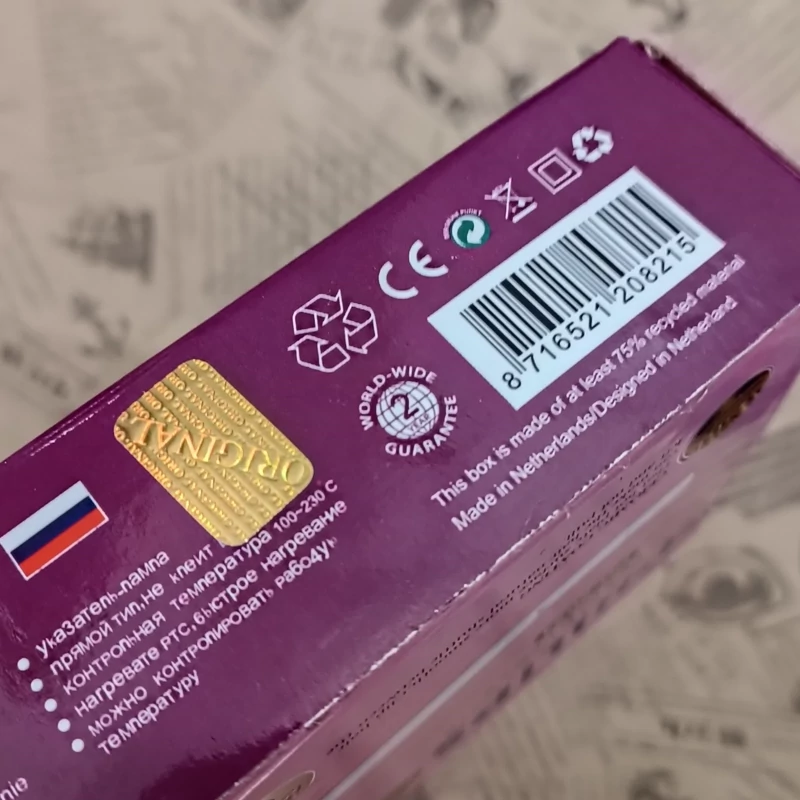 WORLD-WIDE
2
YEAR
GUARANTEE
8 716521 208215
This box is made of at least 75% recycled material
Made in Netherlands/Designed in Netherland
ORIGINAL
указатель-лампа
прямой тип,не клеит
контрольная температура 100-230 C
нагревате PTC,быстрое нагревание
можно контролировать работу
температуру